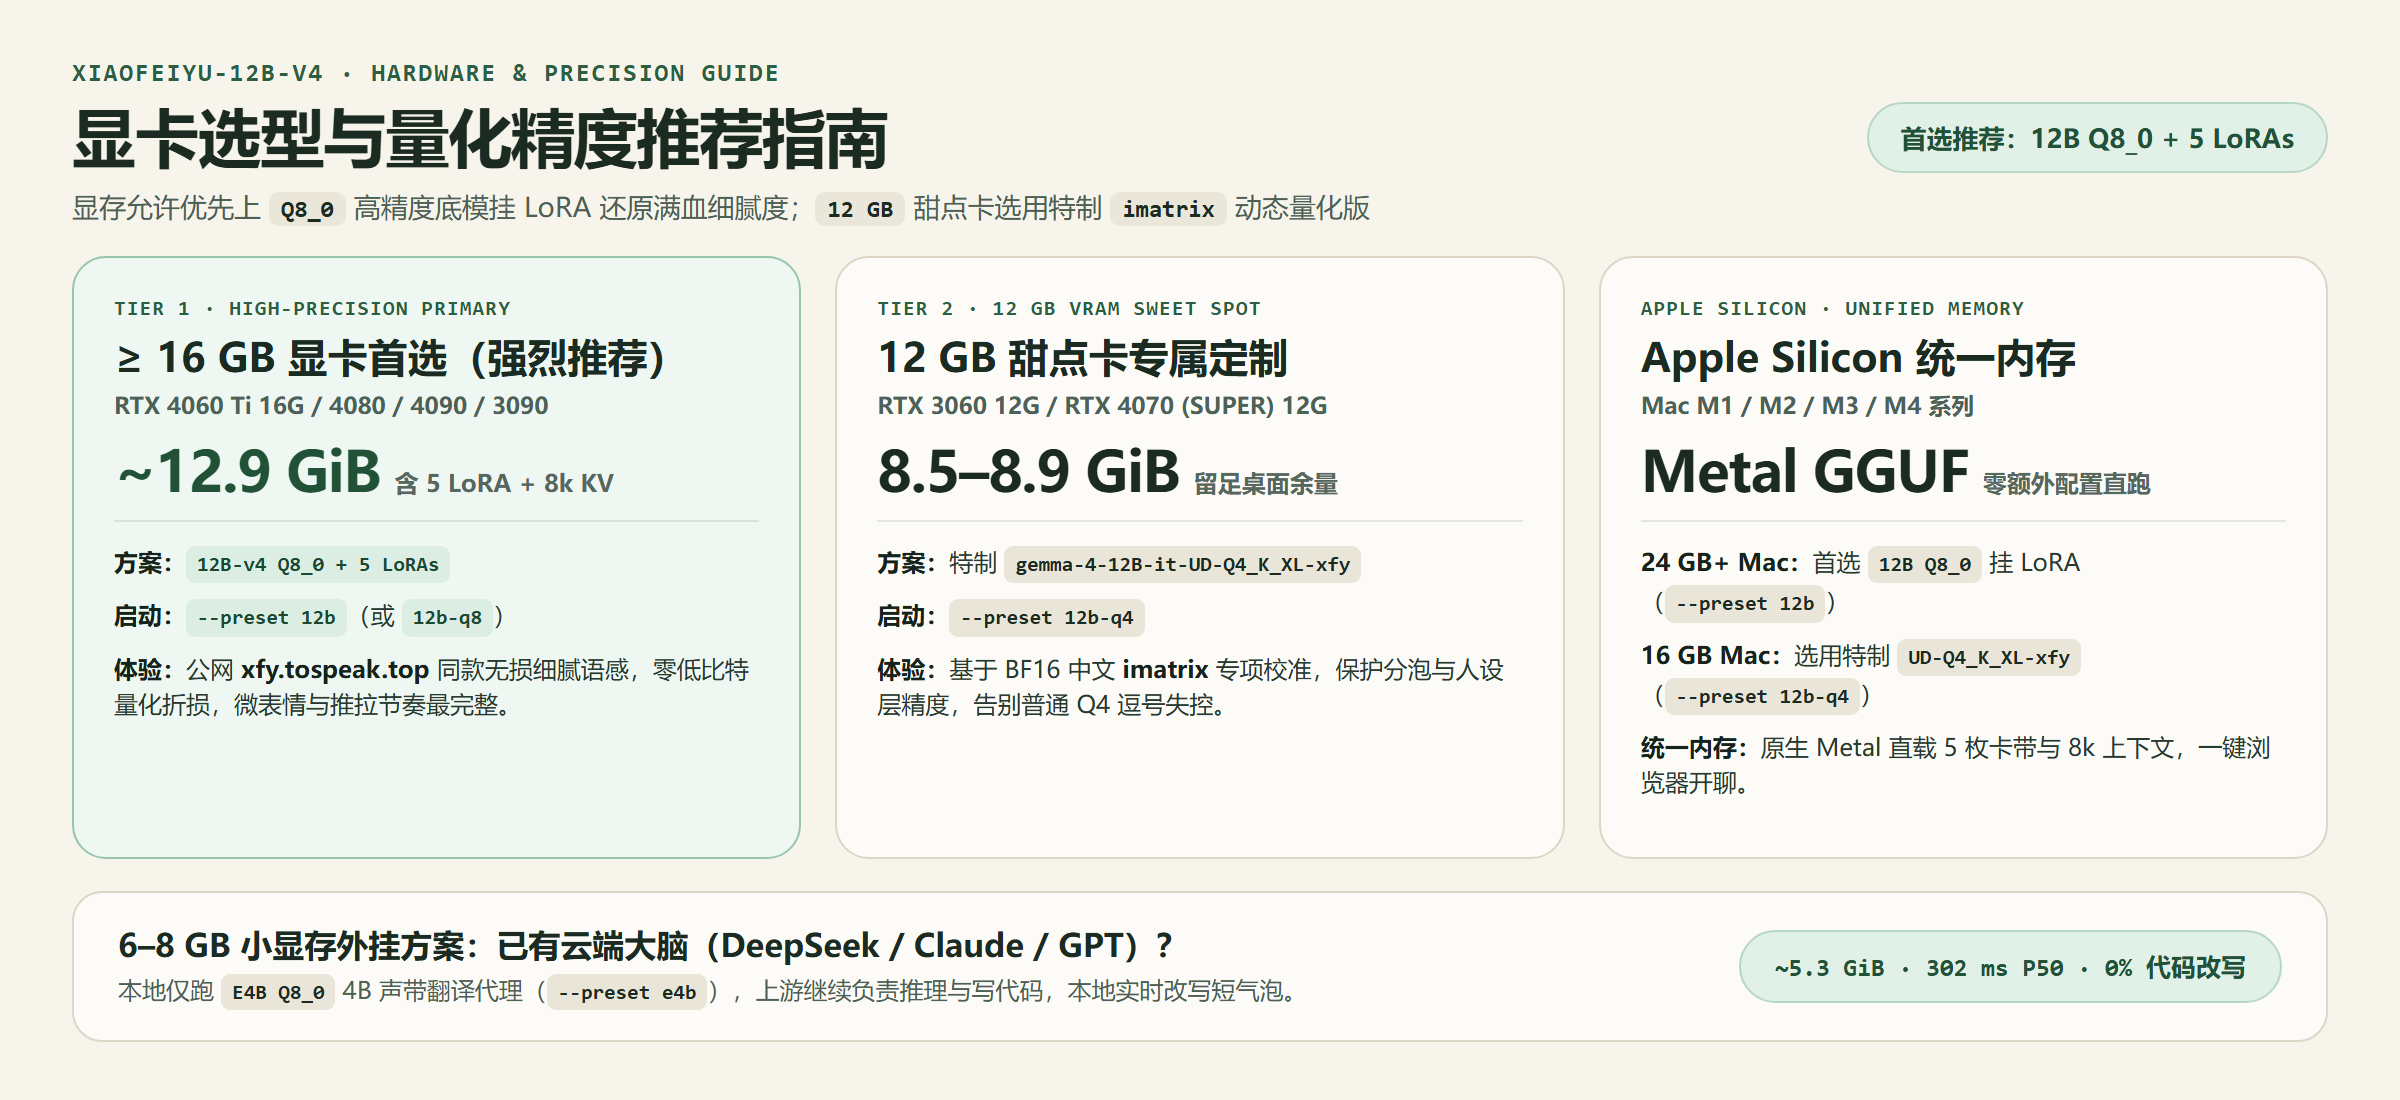 XIAOFEIYU-12B-V4 · HARDWARE & PRECISION GUIDE
显卡选型与量化精度推荐指南
首选推荐：12B Q8_0 + 5 LoRAs
显存允许优先上 Q8_0 高精度底模挂 LoRA 还原满血细腻度；12 GB 甜点卡选用特制 imatrix 动态量化版
TIER 1 · HIGH-PRECISION PRIMARY
≥ 16 GB 显卡首选（强烈推荐）
RTX 4060 Ti 16G / 4080 / 4090 / 3090
~12.9 GiB 含 5 LoRA + 8k KV
方案：12B-v4 Q8_0 + 5 LoRAs
启动：--preset 12b（或 12b-q8）
体验：公网 xfy.tospeak.top 同款无损细腻语感，零低比特
量化折损，微表情与推拉节奏最完整。
TIER 2 · 12 GB VRAM SWEET SPOT
12 GB 甜点卡专属定制
RTX 3060 12G / RTX 4070 (SUPER) 12G
8.5–8.9 GiB 留足桌面余量
方案：特制 gemma-4-12B-it-UD-Q4_K_XL-xfy
启动：--preset 12b-q4
体验：基于 BF16 中文 imatrix 专项校准，保护分泡与人设
层精度，告别普通 Q4 逗号失控。
APPLE SILICON · UNIFIED MEMORY
Apple Silicon 统一内存
Mac M1 / M2 / M3 / M4 系列
Metal GGUF 零额外配置直跑
24 GB+ Mac：首选 12B Q8_0 挂 LoRA
（--preset 12b）
16 GB Mac：选用特制 UD-Q4_K_XL-xfy
（--preset 12b-q4）
统一内存：原生 Metal 直载 5 枚卡带与 8k 上下文，一键浏
览器开聊。
6–8 GB 小显存外挂方案：已有云端大脑（DeepSeek / Claude / GPT）？
本地仅跑 E4B Q8_0 4B 声带翻译代理（--preset e4b），上游继续负责推理与写代码，本地实时改写短气泡。
~5.3 GiB · 302 ms P50 · 0% 代码改写